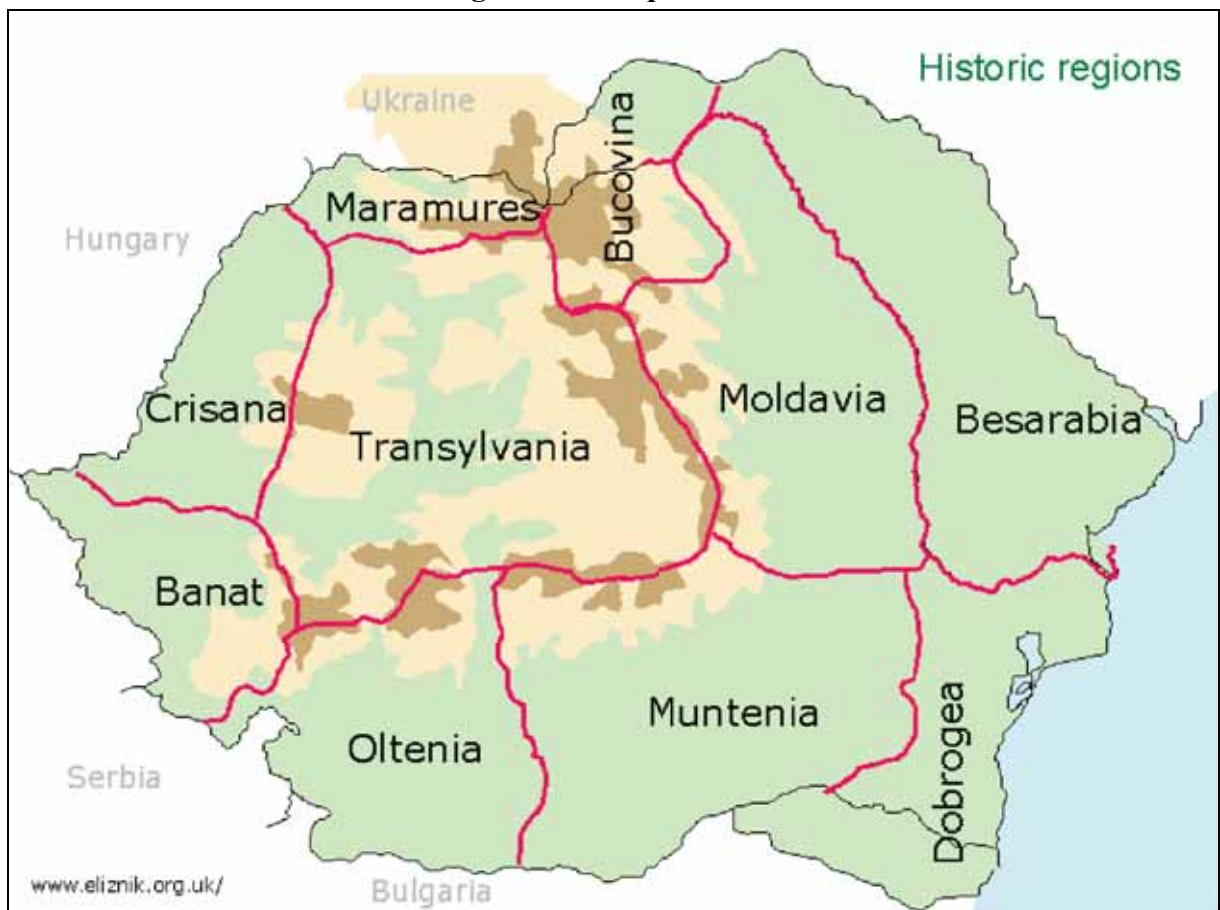 Historic regions
Ukraine
Bucovina
Maramures
Hungary
Crisana
Moldavia
Besarabia
Transylvania
Banat
Muntenia
Oltenia
Dobrogea
Serbia
www.eliznik.org.uk/
Bulgaria